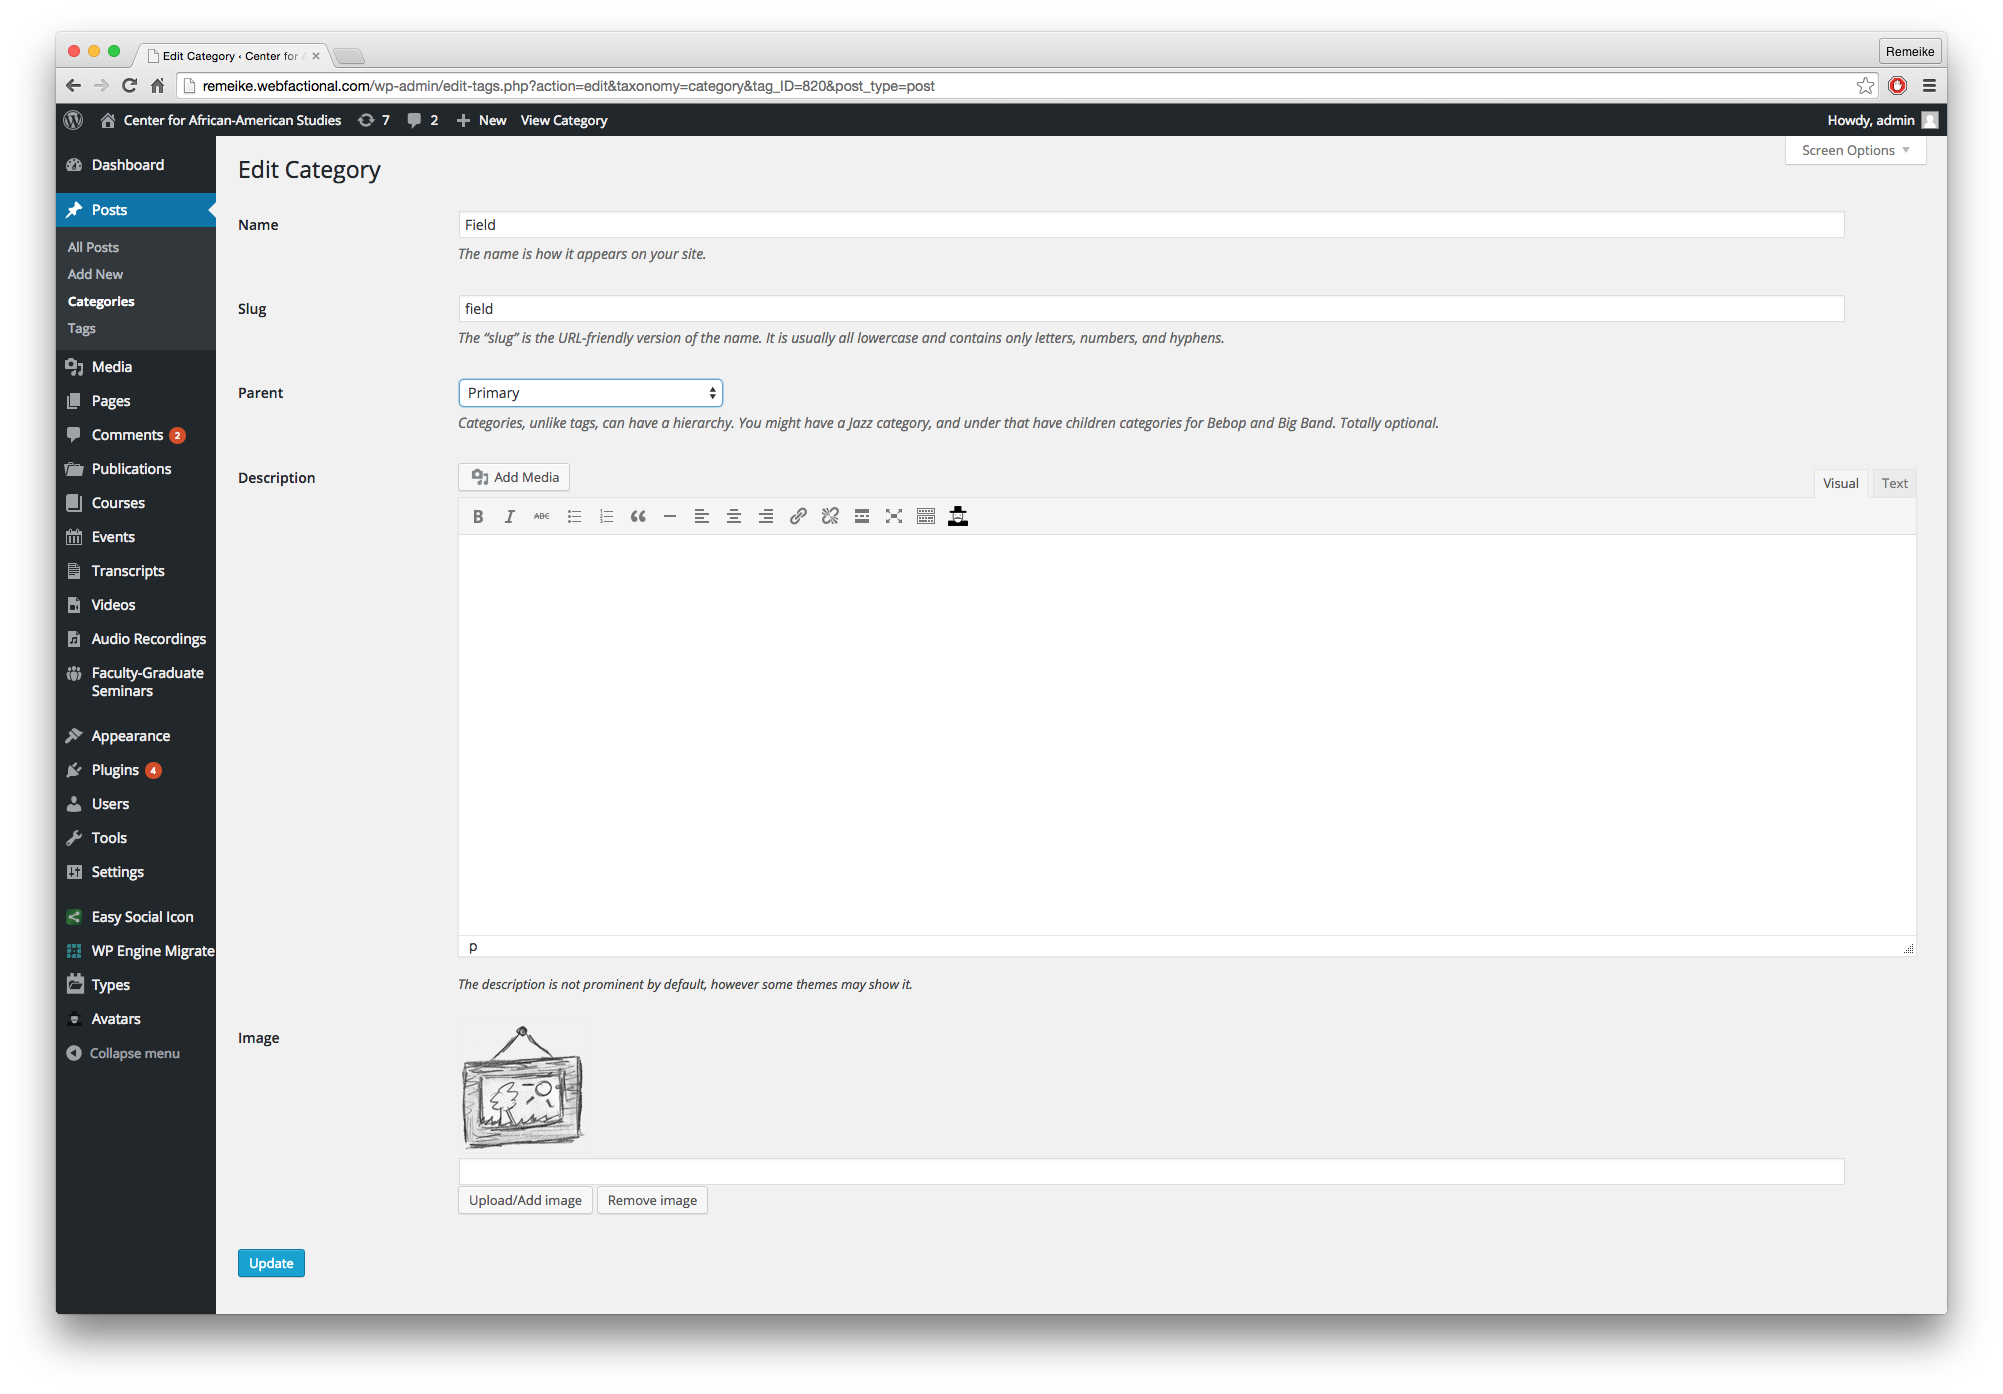 Edit Category ‹ Center for
Remeike
remeike.webfactional.com/wp-admin/edit-tags.php?action=edit&taxonomy=category&tag_ID=820&post_type=post
Center for African-American Studies 7 2 New View Category
Howdy, admin
Dashboard
Posts
All Posts
Add New
Categories
Tags
Media
Pages
Comments 2
Publications
Courses
Events
Transcripts
Videos
Audio Recordings
Faculty-Graduate
Seminars
Appearance
Plugins 4
Users
Tools
Settings
Easy Social Icon
WP Engine Migrate
Types
Avatars
Collapse menu
Screen Options
Edit Category
Name
Field
The name is how it appears on your site.
Slug
field
The “slug” is the URL-friendly version of the name. It is usually all lowercase and contains only letters, numbers, and hyphens.
Parent
Primary
Categories, unlike tags, can have a hierarchy. You might have a Jazz category, and under that have children categories for Bebop and Big Band. Totally optional.
Description
Add Media
Visual Text
B I ABC
p
The description is not prominent by default, however some themes may show it.
Image
Upload/Add image Remove image
Update